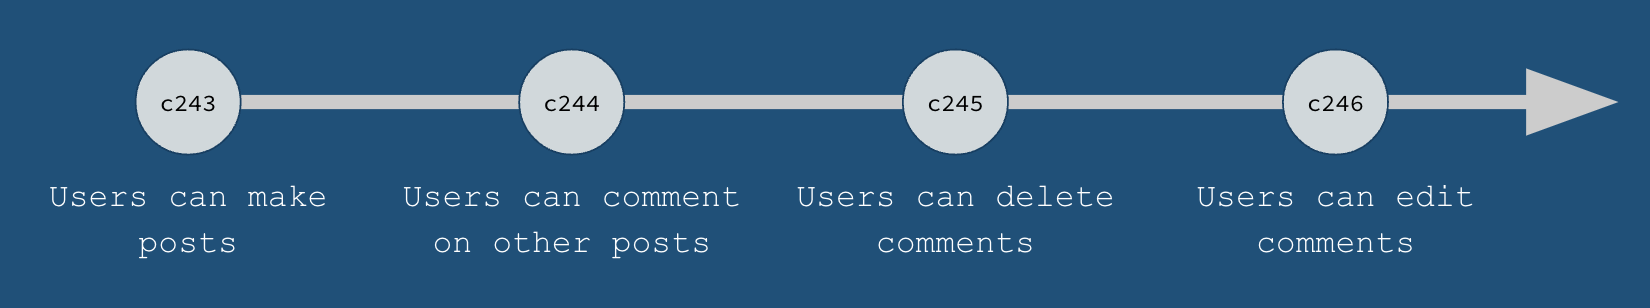 c243
c244
c245
c246
Users can make
posts
Users can comment
on other posts
Users can delete
comments
Users can edit
comments